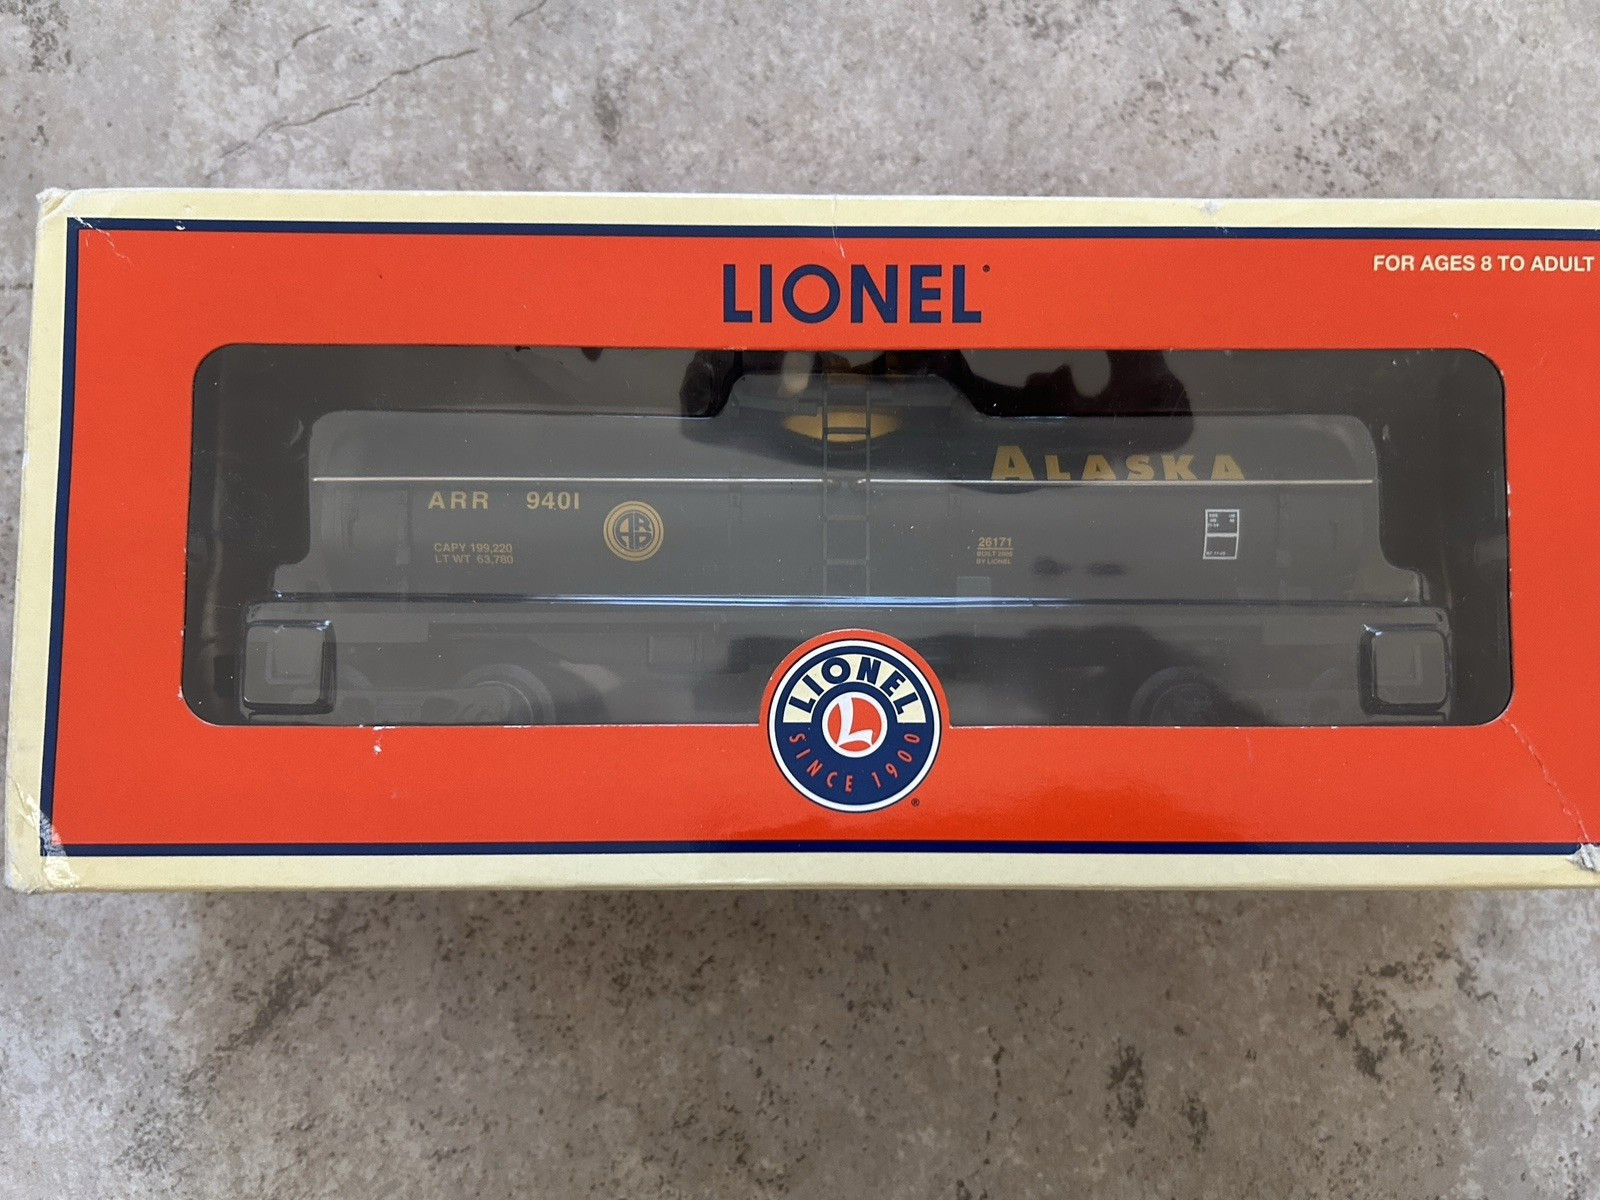 LIONEL
FOR AGES 8 TO ADULT
ALASKA
ARR 9401
CAPY 199,220
LT WT 63,780
26171
BY LIONEL
LIONEL
L
SINCE 1900